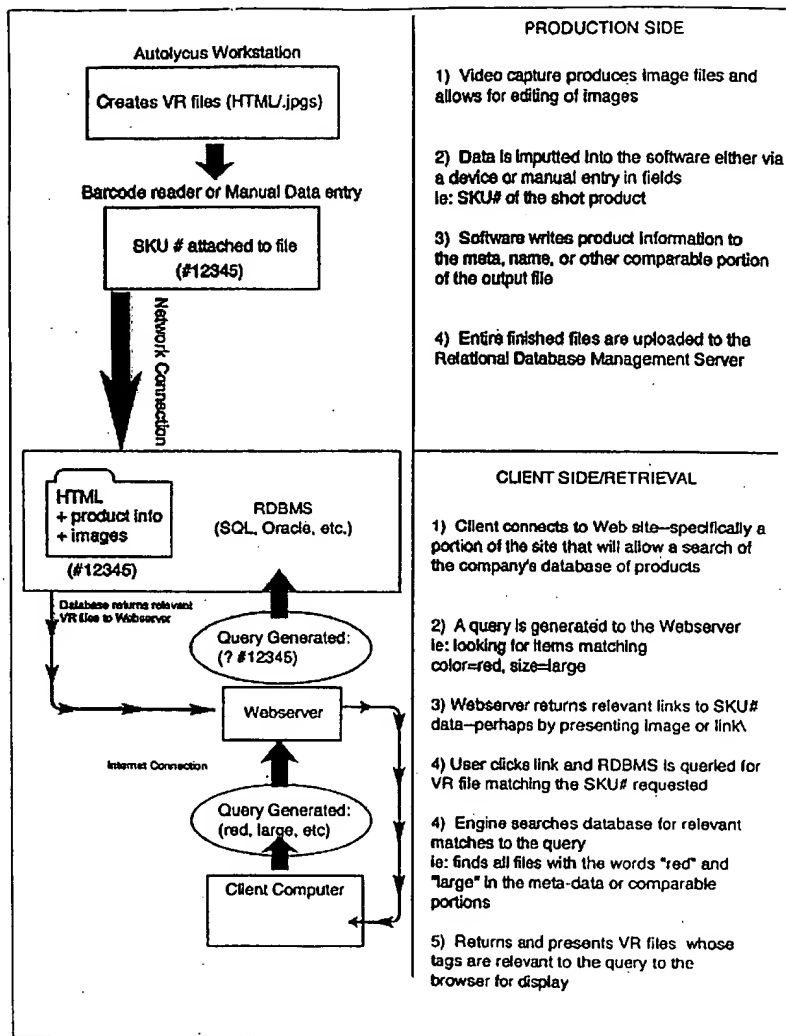 Autolycus Workstation
Creates VR files (HTML/.jpgs)
Barcode reader or Manual Data entry
SKU # attached to file
(#12345)
Network Connection
HTML
+ product info
+ images
(#12345)
RDBMS
(SQL, Oracle, etc.)
Database returns relevant
VR files to Webserver
Query Generated:
(? #12345)
Webserver
Internet Connection
Query Generated:
(red, large, etc)
Client Computer
PRODUCTION SIDE
1) Video capture produces image files and
allows for editing of images
2) Data is imputted into the software either via
a device or manual entry in fields
ie: SKU# of the shot product
3) Software writes product information to
the meta, name, or other comparable portion
of the output file
4) Entire finished files are uploaded to the
Relational Database Management Server
CLIENT SIDE/RETRIEVAL
1) Client connects to Web site--specifically a
portion of the site that will allow a search of
the company's database of products
2) A query is generated to the Webserver
ie: looking for items matching
color=red, size=large
3) Webserver returns relevant links to SKU#
data--perhaps by presenting image or link\
4) User clicks link and RDBMS is queried for
VR file matching the SKU# requested
4) Engine searches database for relevant
matches to the query
ie: finds all files with the words "red" and
"large" in the meta-data or comparable
portions
5) Returns and presents VR files whose
tags are relevant to the query to the
browser for display